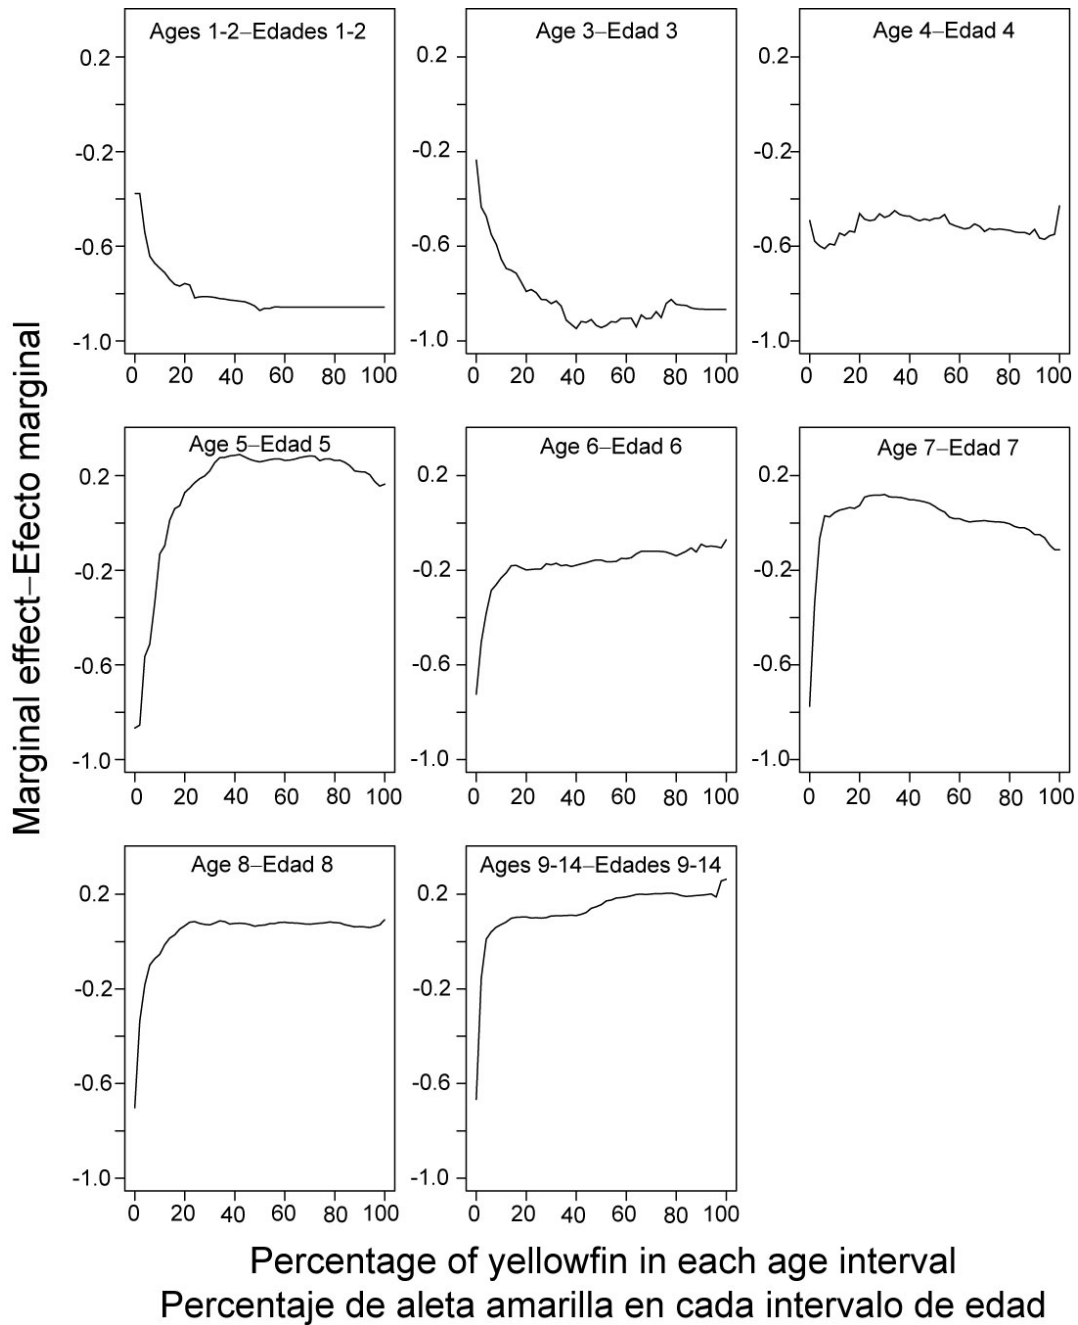 Marginal effect–Efecto marginal
Ages 1-2–Edades 1-2
0.2
-0.2
-0.6
-1.0
0 20 40 60 80 100
Age 3–Edad 3
0.2
-0.2
-0.6
-1.0
0 20 40 60 80 100
Age 4–Edad 4
0.2
-0.2
-0.6
-1.0
0 20 40 60 80 100
Age 5–Edad 5
0.2
-0.2
-0.6
-1.0
0 20 40 60 80 100
Age 6–Edad 6
0.2
-0.2
-0.6
-1.0
0 20 40 60 80 100
Age 7–Edad 7
0.2
-0.2
-0.6
-1.0
0 20 40 60 80 100
Age 8–Edad 8
0.2
-0.2
-0.6
-1.0
0 20 40 60 80 100
Ages 9-14–Edades 9-14
0.2
-0.2
-0.6
-1.0
0 20 40 60 80 100
Percentage of yellowfin in each age interval
Percentaje de aleta amarilla en cada intervalo de edad